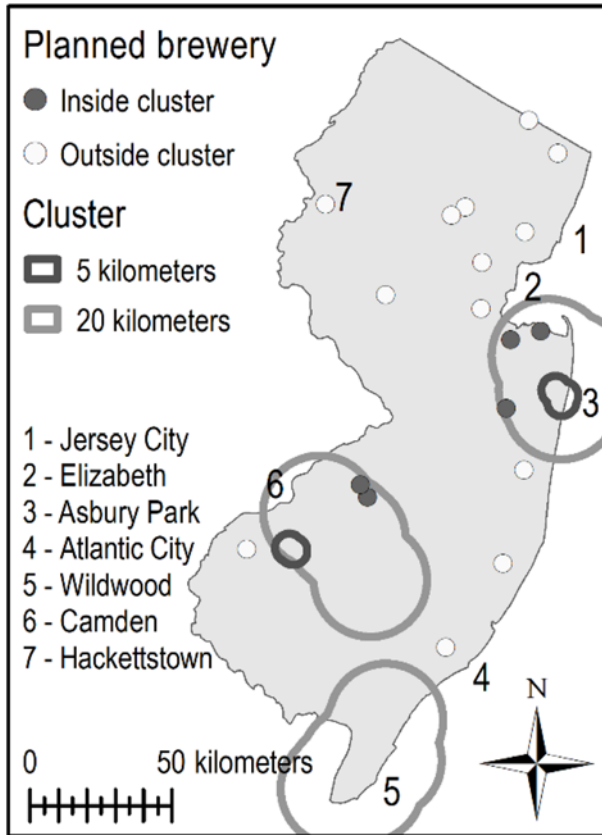 Planned brewery
Inside cluster
Outside cluster
Cluster
5 kilometers
20 kilometers
1 - Jersey City
2 - Elizabeth
3 - Asbury Park
4 - Atlantic City
5 - Wildwood
6 - Camden
7 - Hackettstown
0 50 kilometers
7
1
2
3
6
4
5
N